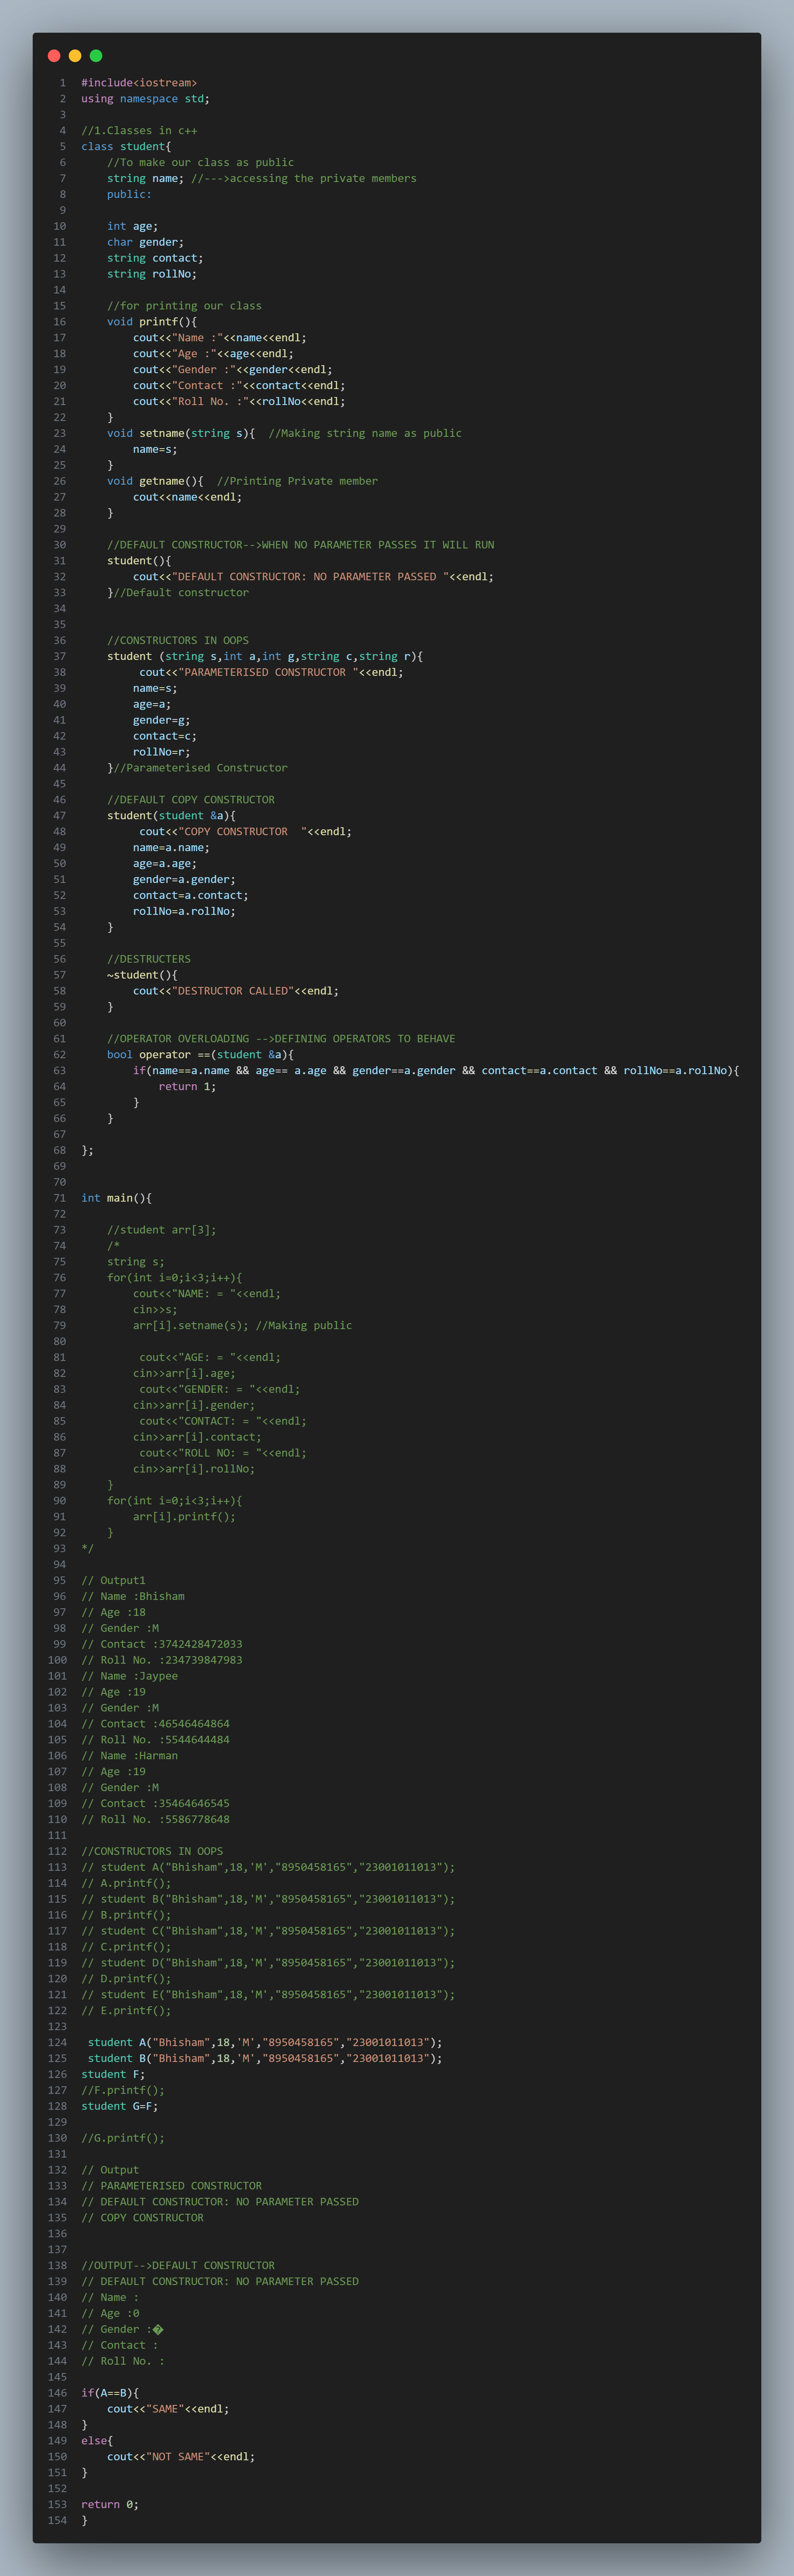 1 #include<iostream>
2 using namespace std;
3
4 //1.Classes in c++
5 class student{
6     //To make our class as public
7     string name; //--->accessing the private members
8     public:
9
10     int age;
11     char gender;
12     string contact;
13     string rollNo;
14
15     //for printing our class
16     void printf(){
17         cout<<"Name :"<<name<<endl;
18         cout<<"Age :"<<age<<endl;
19         cout<<"Gender :"<<gender<<endl;
20         cout<<"Contact :"<<contact<<endl;
21         cout<<"Roll No. :"<<rollNo<<endl;
22     }
23     void setname(string s){  //Making string name as public
24         name=s;
25     }
26     void getname(){  //Printing Private member
27         cout<<name<<endl;
28     }
29
30     //DEFAULT CONSTRUCTOR-->WHEN NO PARAMETER PASSES IT WILL RUN
31     student(){
32         cout<<"DEFAULT CONSTRUCTOR: NO PARAMETER PASSED "<<endl;
33     }//Default constructor
34
35
36     //CONSTRUCTORS IN OOPS
37     student (string s,int a,int g,string c,string r){
38          cout<<"PARAMETERISED CONSTRUCTOR "<<endl;
39         name=s;
40         age=a;
41         gender=g;
42         contact=c;
43         rollNo=r;
44     }//Parameterised Constructor
45
46     //DEFAULT COPY CONSTRUCTOR
47     student(student &a){
48          cout<<"COPY CONSTRUCTOR  "<<endl;
49         name=a.name;
50         age=a.age;
51         gender=a.gender;
52         contact=a.contact;
53         rollNo=a.rollNo;
54     }
55
56     //DESTRUCTERS
57     ~student(){
58         cout<<"DESTRUCTOR CALLED"<<endl;
59     }
60
61     //OPERATOR OVERLOADING -->DEFINING OPERATORS TO BEHAVE
62     bool operator ==(student &a){
63         if(name==a.name && age== a.age && gender==a.gender && contact==a.contact && rollNo==a.rollNo){
64             return 1;
65         }
66     }
67
68 };
69
70
71 int main(){
72
73     //student arr[3];
74     /*
75     string s;
76     for(int i=0;i<3;i++){
77         cout<<"NAME: = "<<endl;
78         cin>>s;
79         arr[i].setname(s); //Making public
80
81          cout<<"AGE: = "<<endl;
82         cin>>arr[i].age;
83          cout<<"GENDER: = "<<endl;
84         cin>>arr[i].gender;
85          cout<<"CONTACT: = "<<endl;
86         cin>>arr[i].contact;
87          cout<<"ROLL NO: = "<<endl;
88         cin>>arr[i].rollNo;
89     }
90     for(int i=0;i<3;i++){
91         arr[i].printf();
92     }
93 */
94
95 // Output1
96 // Name :Bhisham
97 // Age :18
98 // Gender :M
99 // Contact :3742428472033
100 // Roll No. :234739847983
101 // Name :Jaypee
102 // Age :19
103 // Gender :M
104 // Contact :46546464864
105 // Roll No. :5544644484
106 // Name :Harman
107 // Age :19
108 // Gender :M
109 // Contact :35464646545
110 // Roll No. :5586778648
111
112 //CONSTRUCTORS IN OOPS
113 // student A("Bhisham",18,'M',"8950458165","23001011013");
114 // A.printf();
115 // student B("Bhisham",18,'M',"8950458165","23001011013");
116 // B.printf();
117 // student C("Bhisham",18,'M',"8950458165","23001011013");
118 // C.printf();
119 // student D("Bhisham",18,'M',"8950458165","23001011013");
120 // D.printf();
121 // student E("Bhisham",18,'M',"8950458165","23001011013");
122 // E.printf();
123
124  student A("Bhisham",18,'M',"8950458165","23001011013");
125  student B("Bhisham",18,'M',"8950458165","23001011013");
126 student F;
127 //F.printf();
128 student G=F;
129
130 //G.printf();
131
132 // Output
133 // PARAMETERISED CONSTRUCTOR
134 // DEFAULT CONSTRUCTOR: NO PARAMETER PASSED
135 // COPY CONSTRUCTOR
136
137
138 //OUTPUT-->DEFAULT CONSTRUCTOR
139 // DEFAULT CONSTRUCTOR: NO PARAMETER PASSED
140 // Name :
141 // Age :0
142 // Gender :�
143 // Contact :
144 // Roll No. :
145
146 if(A==B){
147     cout<<"SAME"<<endl;
148 }
149 else{
150     cout<<"NOT SAME"<<endl;
151 }
152
153 return 0;
154 }